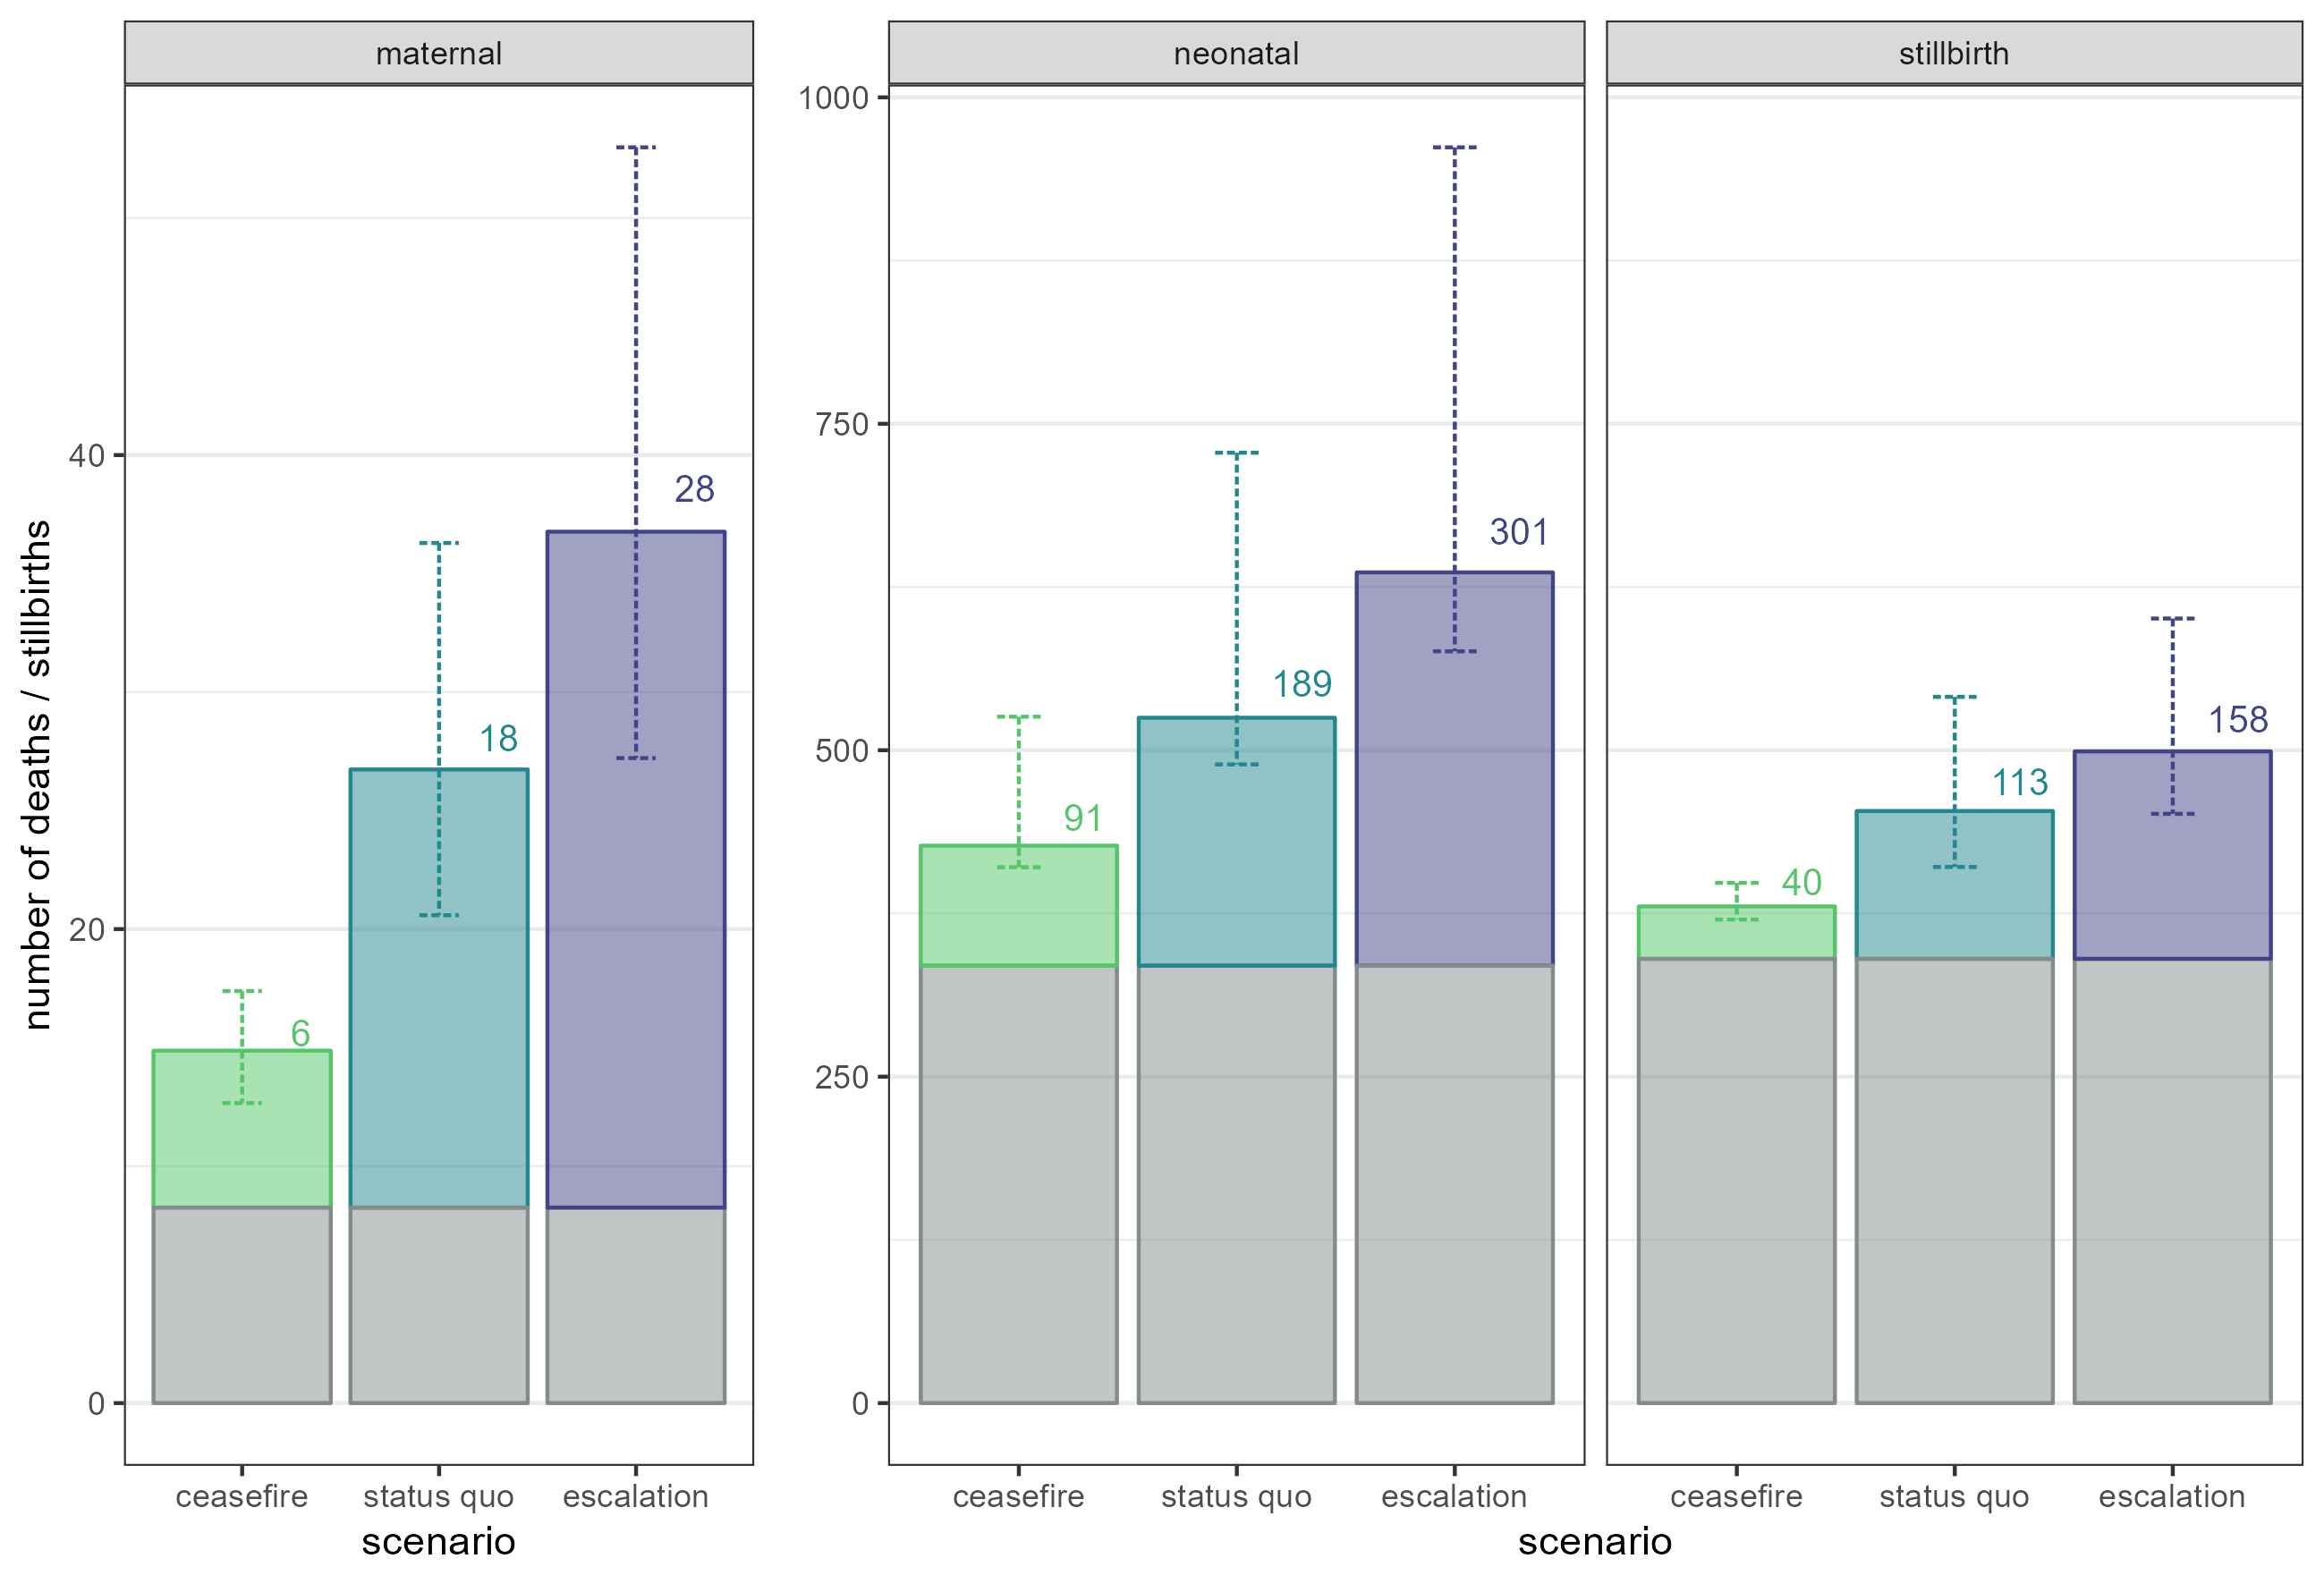 maternal
neonatal
stillbirth
number of deaths / stillbirths
40
20
0
28
18
6
ceasefire
status quo
escalation
scenario
1000
750
500
250
0
301
189
91
ceasefire
status quo
escalation
158
113
40
ceasefire
status quo
escalation
scenario